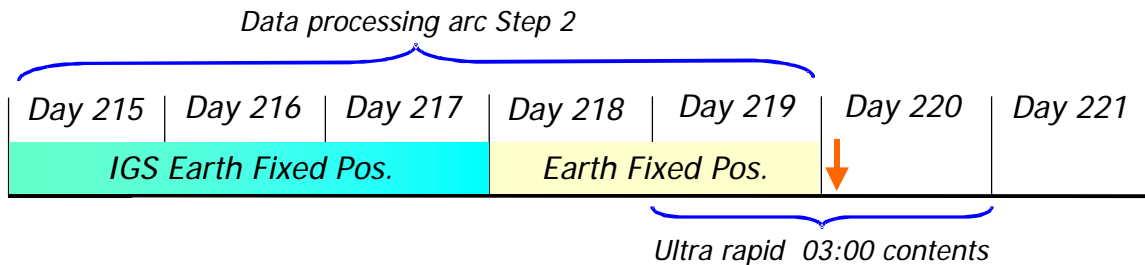 Data processing arc Step 2
Day 215 Day 216 Day 217 Day 218 Day 219 Day 220 Day 221
IGS Earth Fixed Pos. Earth Fixed Pos.
Ultra rapid 03:00 contents